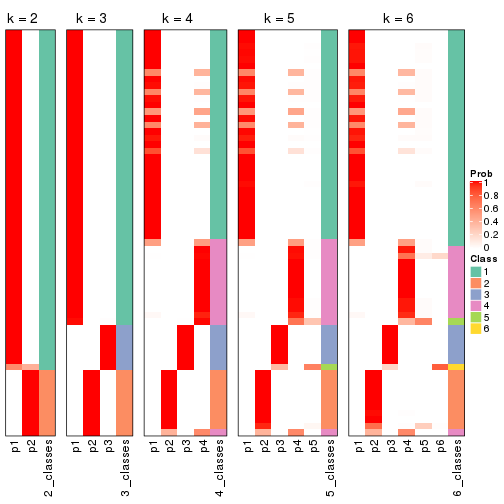 k = 2
k = 3
k = 4
k = 5
k = 6
p1
p2
2_classes
p1
p2
p3
3_classes
p1
p2
p3
p4
4_classes
p1
p2
p3
p4
p5
5_classes
p1
p2
p3
p4
p5
p6
6_classes
Prob
1
0.8
0.6
0.4
0.2
0
Class
1
2
3
4
5
6